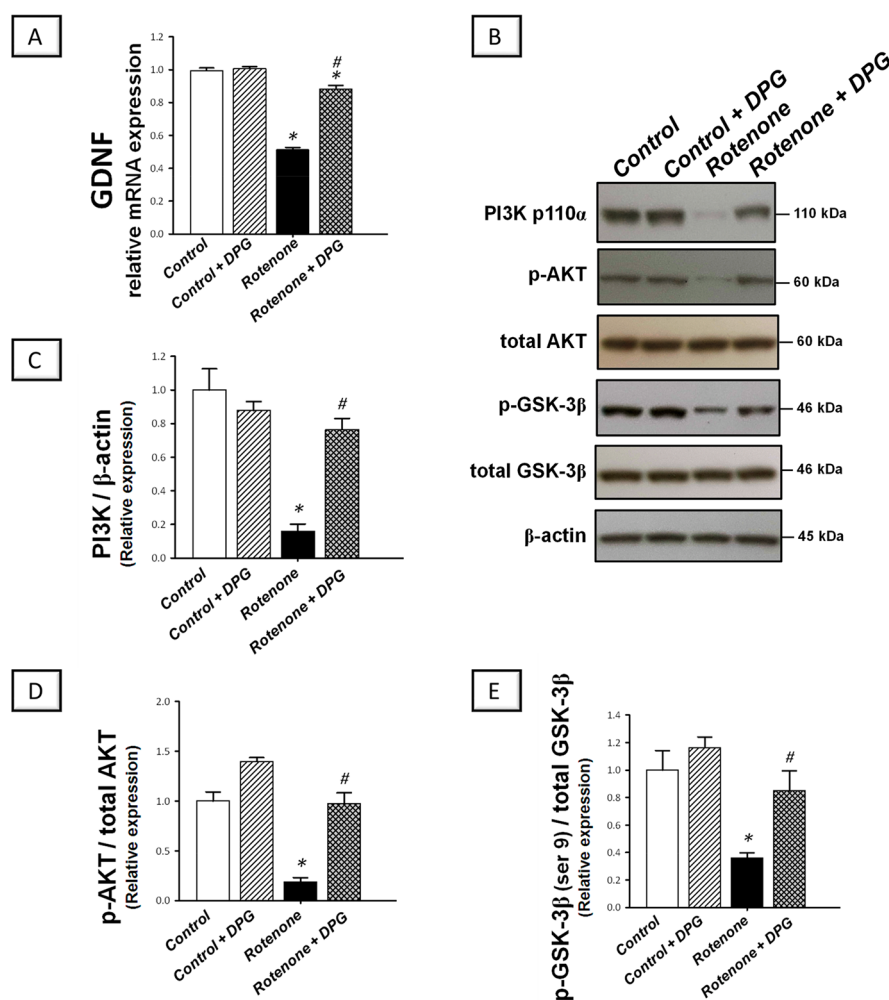 A
GDNF
relative mRNA expression
1.2
1.0
0.8
0.6
0.4
0.2
0.0
*
#
*
Control
Control + DPG
Rotenone
Rotenone + DPG
B
Control
Control + DPG
Rotenone
Rotenone + DPG
PI3K p110α
110 kDa
p-AKT
60 kDa
total AKT
60 kDa
p-GSK-3β
46 kDa
total GSK-3β
46 kDa
β-actin
45 kDa
C
PI3K / β-actin
(Relative expression)
1.2
1.0
0.8
0.6
0.4
0.2
0.0
*
#
Control
Control + DPG
Rotenone
Rotenone + DPG
D
p-AKT / total AKT
(Relative expression)
2.0
1.5
1.0
0.5
0.0
*
#
Control
Control + DPG
Rotenone
Rotenone + DPG
E
p-GSK-3β (ser 9) / total GSK-3β
(Relative expression)
1.4
1.2
1.0
0.8
0.6
0.4
0.2
0.0
*
#
Control
Control + DPG
Rotenone
Rotenone + DPG